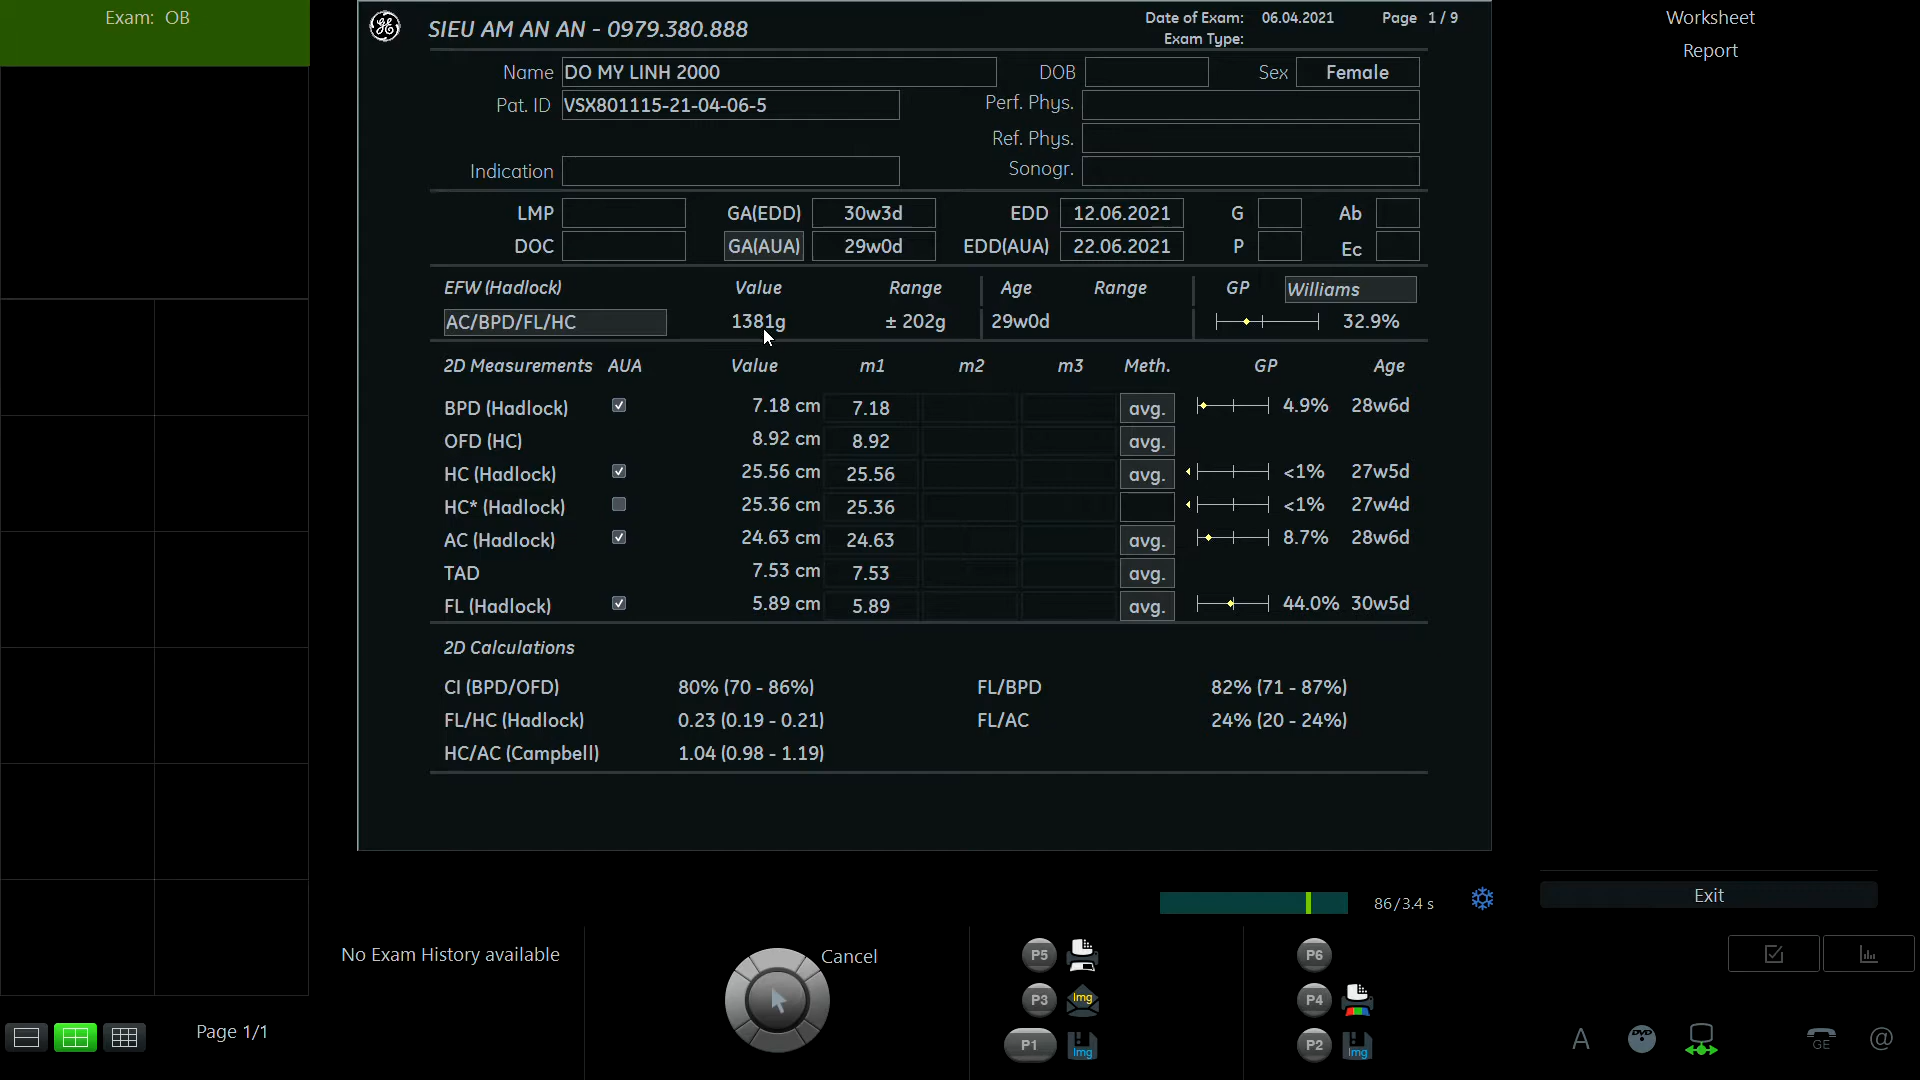 Exam: OB
SIEU AM AN AN - 0979.380.888
Date of Exam: 06.04.2021 Page 1 / 9
Exam Type:
Worksheet
Report
Name DO MY LINH 2000 DOB Sex Female
Pat. ID VSX801115-21-04-06-5 Perf. Phys.
Ref. Phys.
Indication Sonogr.
LMP GA(EDD) 30w3d EDD 12.06.2021 G Ab
DOC GA(AUA) 29w0d EDD(AUA) 22.06.2021 P Ec
EFW (Hadlock) Value Range Age Range GP Williams
AC/BPD/FL/HC 1381g ± 202g 29w0d 32.9%
2D Measurements AUA Value m1 m2 m3 Meth. GP Age
BPD (Hadlock) 7.18 cm 7.18 avg. 4.9% 28w6d
OFD (HC) 8.92 cm 8.92 avg.
HC (Hadlock) 25.56 cm 25.56 avg. <1% 27w5d
HC* (Hadlock) 25.36 cm 25.36 <1% 27w4d
AC (Hadlock) 24.63 cm 24.63 avg. 8.7% 28w6d
TAD 7.53 cm 7.53 avg.
FL (Hadlock) 5.89 cm 5.89 avg. 44.0% 30w5d
2D Calculations
CI (BPD/OFD) 80% (70 - 86%) FL/BPD 82% (71 - 87%)
FL/HC (Hadlock) 0.23 (0.19 - 0.21) FL/AC 24% (20 - 24%)
HC/AC (Campbell) 1.04 (0.98 - 1.19)
86/3.4 s
Exit
No Exam History available
Cancel
P5 P6
P3 Img P4
P1 Img P2 Img
Page 1/1
A DVD GE @